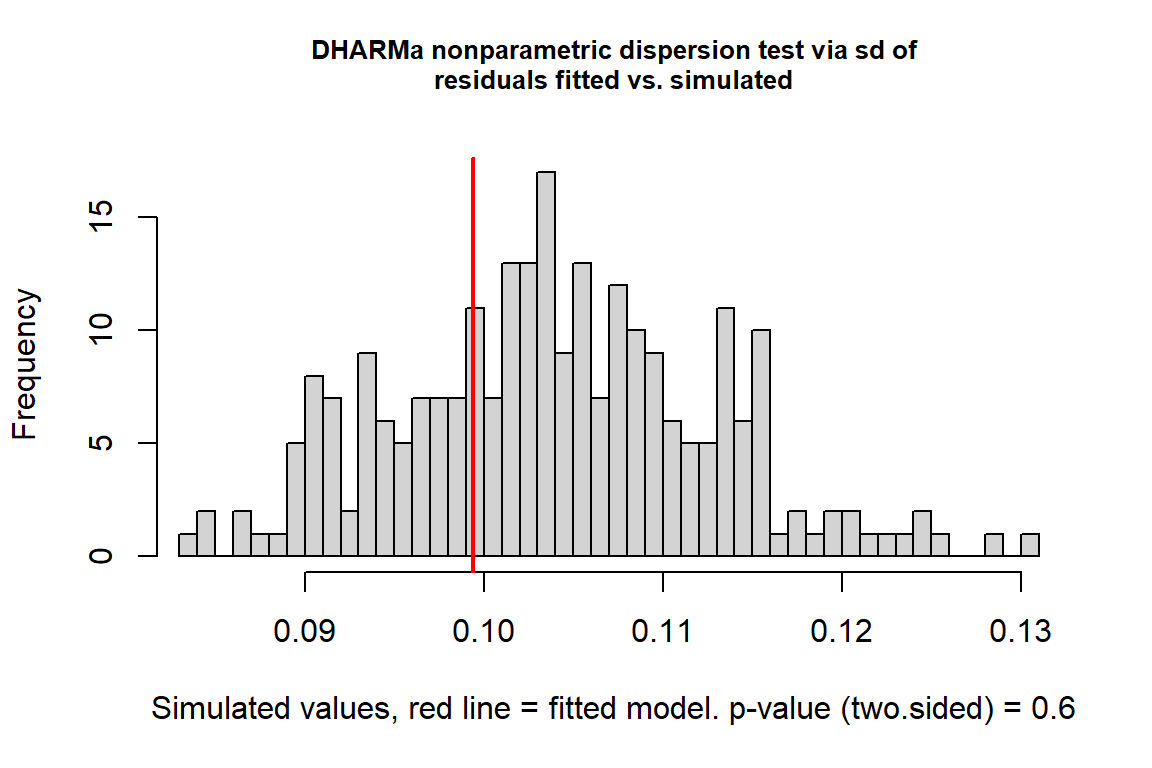 DHARMa nonparametric dispersion test via sd of
residuals fitted vs. simulated
Frequency
15
10
5
0
0.09 0.10 0.11 0.12 0.13
Simulated values, red line = fitted model. p-value (two.sided) = 0.6